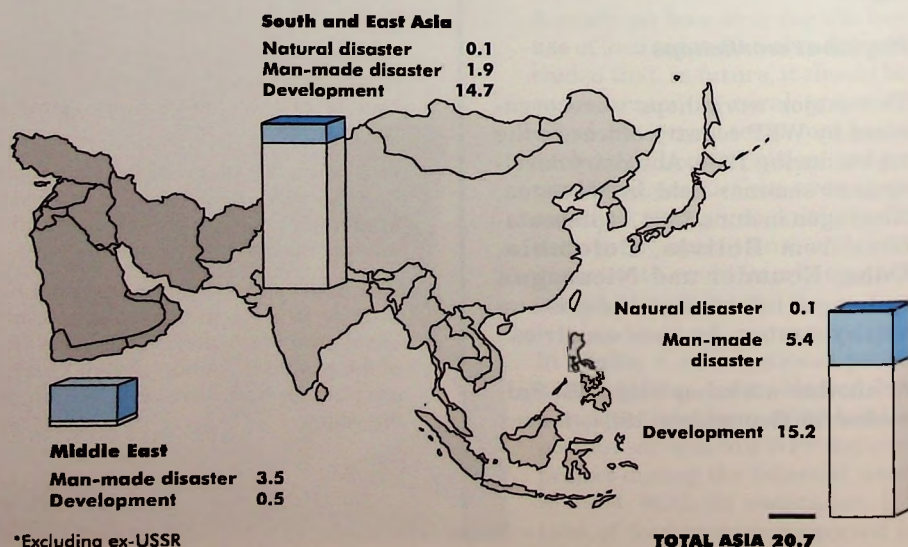 South and East Asia
Natural disaster 0.1
Man-made disaster 1.9
Development 14.7
Natural disaster 0.1
Man-made 5.4
disaster
Development 15.2
TOTAL ASIA 20.7
Middle East
Man-made disaster 3.5
Development 0.5
*Excluding ex-USSR